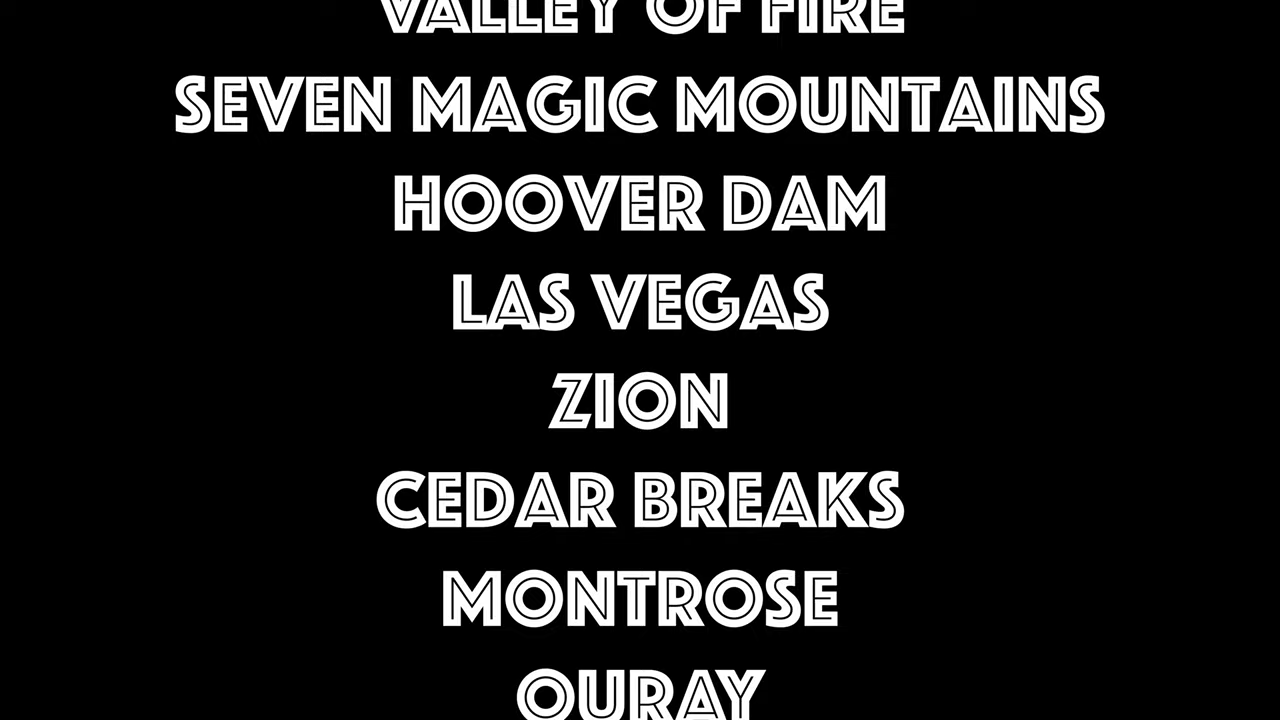 VALLEY OF FIRE
SEVEN MAGIC MOUNTAINS
HOOVER DAM
LAS VEGAS
ZION
CEDAR BREAKS
MONTROSE
OURAY